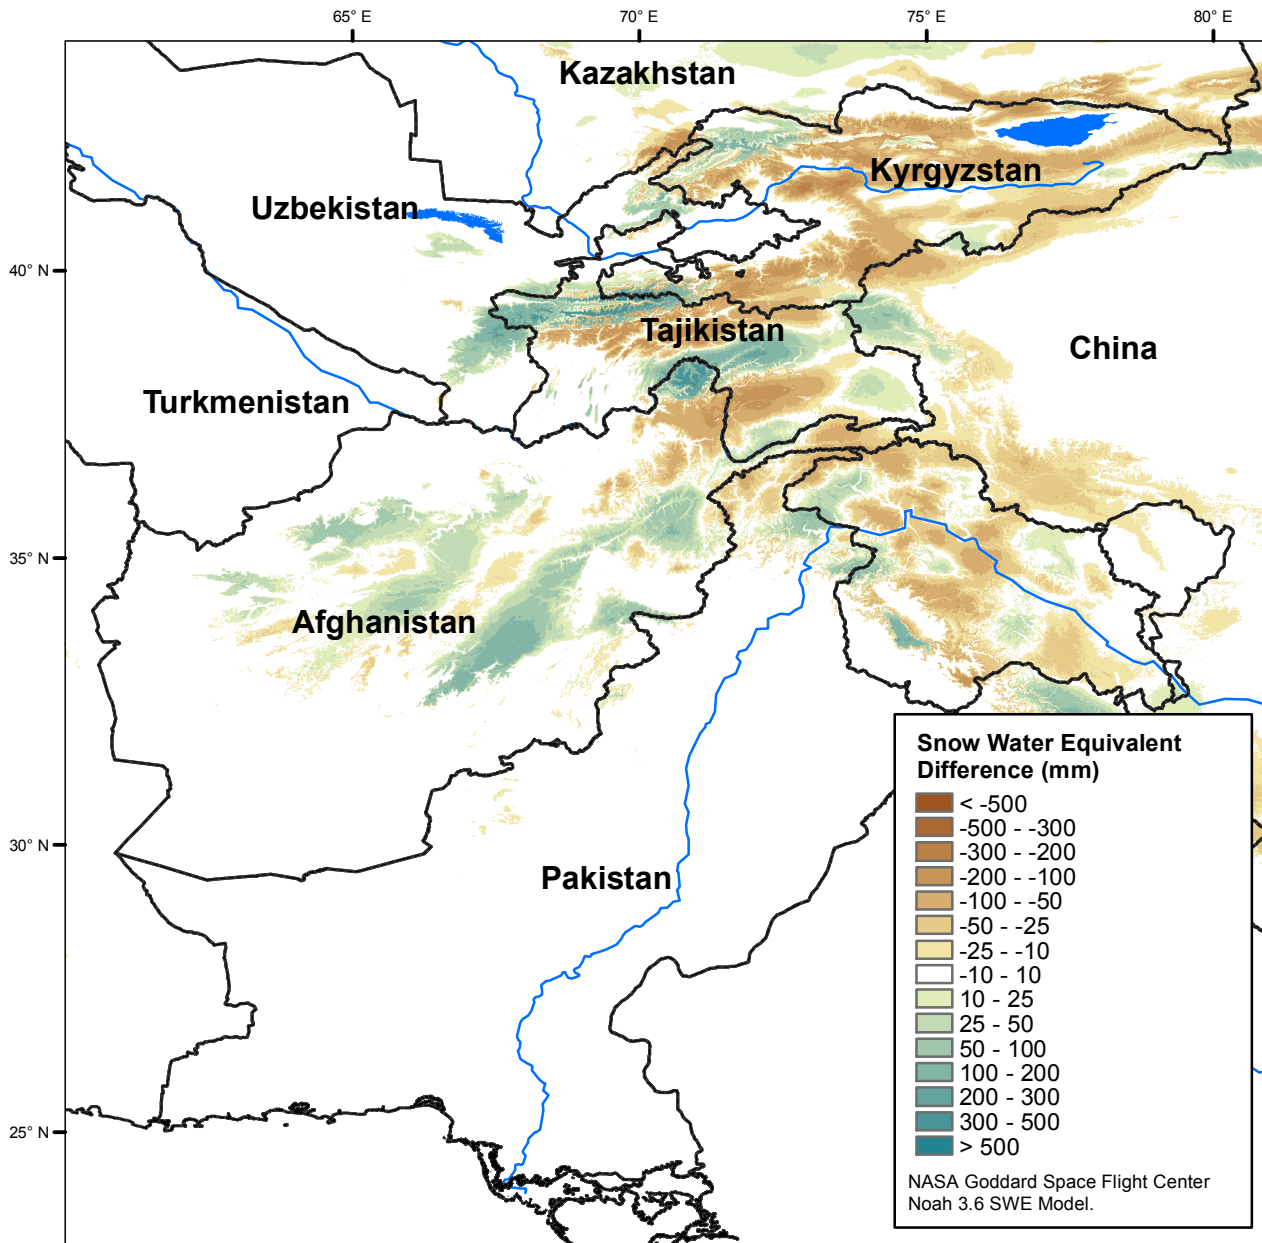 65° E
70° E
75° E
80° E
Kazakhstan
Kyrgyzstan
Uzbekistan
40° N
Tajikistan
China
Turkmenistan
35° N
Afghanistan
Snow Water Equivalent
Difference (mm)
< -500
-500 - -300
-300 - -200
-200 - -100
-100 - -50
-50 - -25
-25 - -10
-10 - 10
10 - 25
25 - 50
50 - 100
100 - 200
200 - 300
300 - 500
> 500
NASA Goddard Space Flight Center
Noah 3.6 SWE Model.
30° N
Pakistan
25° N